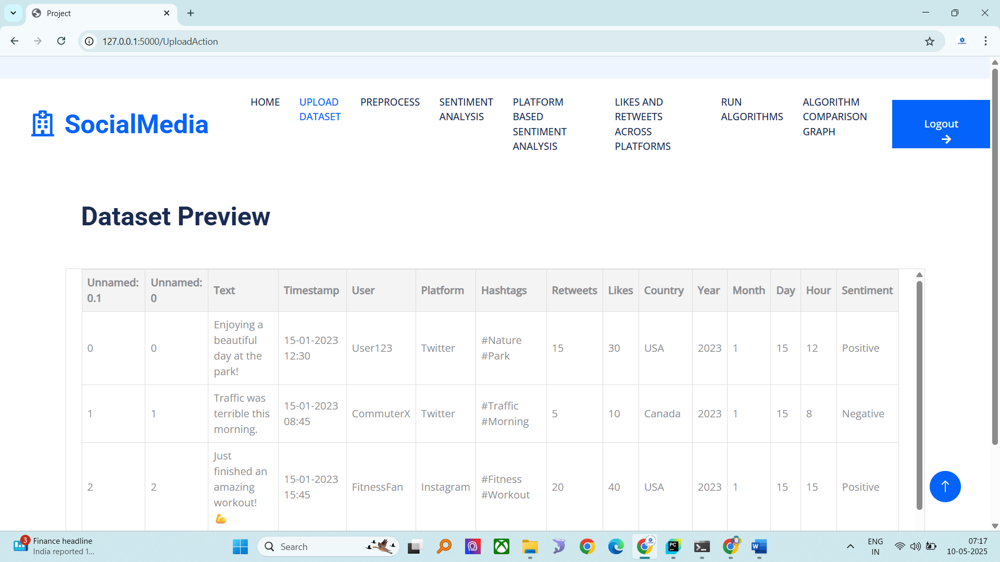 Project
127.0.0.1:5000/UploadAction
SocialMedia
HOME
UPLOAD
DATASET
PREPROCESS
SENTIMENT
ANALYSIS
PLATFORM
BASED
SENTIMENT
ANALYSIS
LIKES AND
RETWEETS
ACROSS
PLATFORMS
RUN
ALGORITHMS
ALGORITHM
COMPARISON
GRAPH
Logout
Dataset Preview
Unnamed: 0.1 Unnamed: 0 Text Timestamp User Platform Hashtags Retweets Likes Country Year Month Day Hour Sentiment
0 0 Enjoying a beautiful day at the park! 15-01-2023 12:30 User123 Twitter #Nature #Park 15 30 USA 2023 1 15 12 Positive
1 1 Traffic was terrible this morning. 15-01-2023 08:45 CommuterX Twitter #Traffic #Morning 5 10 Canada 2023 1 15 8 Negative
2 2 Just finished an amazing workout! 💪 15-01-2023 15:45 FitnessFan Instagram #Fitness #Workout 20 40 USA 2023 1 15 15 Positive
3
Finance headline
India reported 1...
Search
PC
W
ENG
IN
07:17
10-05-2025